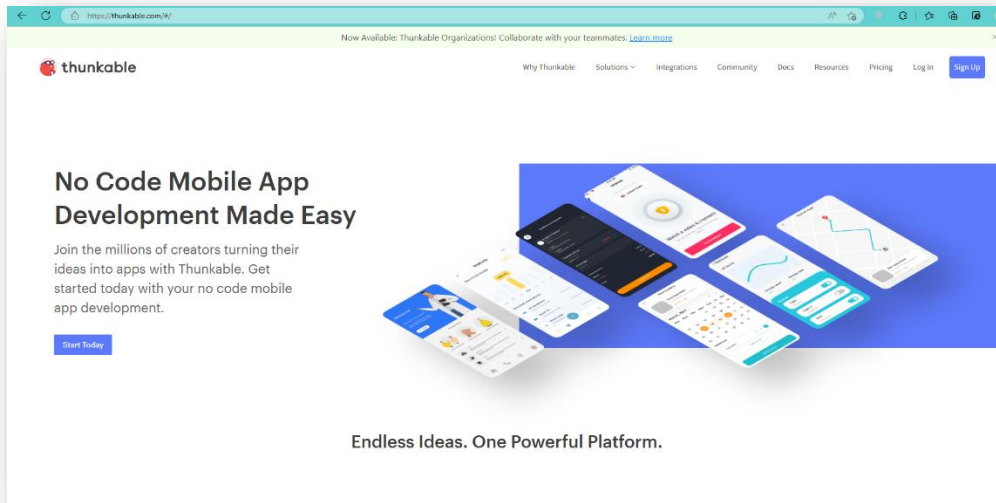 https://thunkable.com/#/
Now Available: Thunkable Organizations! Collaborate with your teammates. Learn more
thunkable
Why Thunkable Solutions Integrations Community Docs Resources Pricing Log In Sign Up
No Code Mobile App
Development Made Easy
Join the millions of creators turning their
ideas into apps with Thunkable. Get
started today with your no code mobile
app development.
Start Today
Endless Ideas. One Powerful Platform.